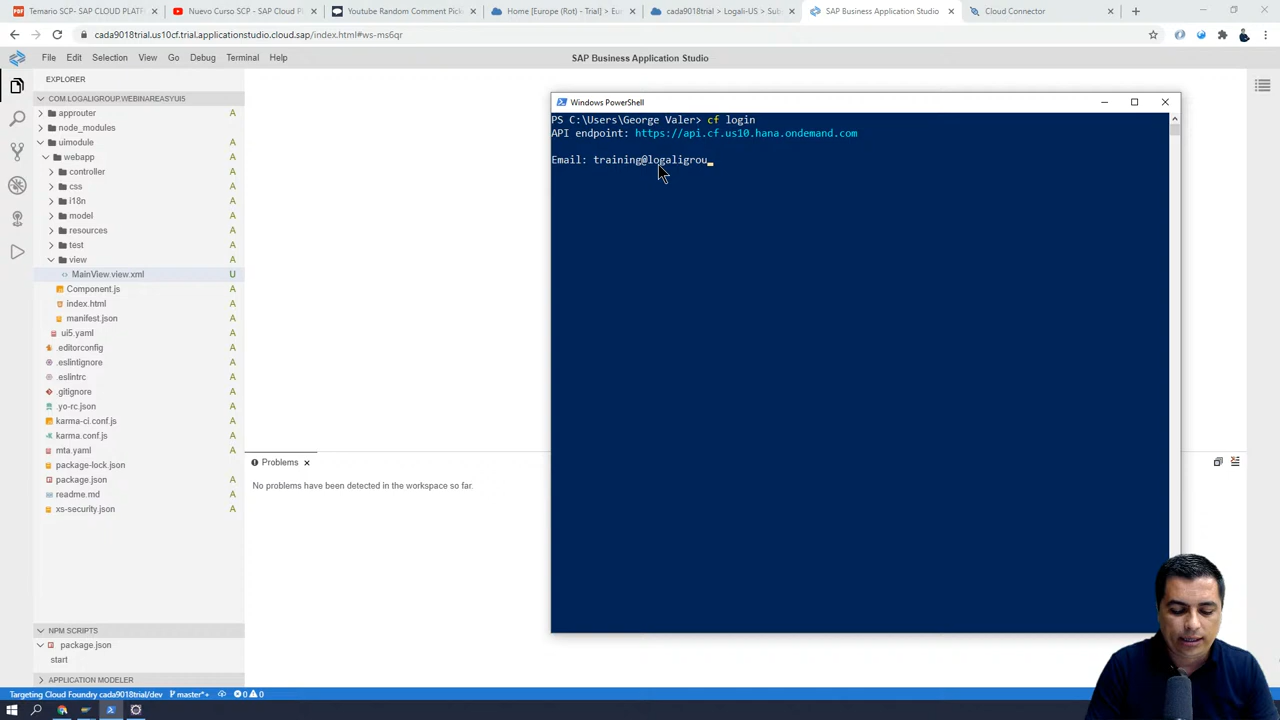 Temario SCP- SAP CLOUD PLATF
Nuevo Curso SCP - SAP Cloud P
Youtube Random Comment Pick
Home [Europe (Rot) - Trial] > Eu
cada9018trial > Logali-US > Sub
SAP Business Application Studio
Cloud Connector
cada9018trial.us10cf.trial.applicationstudio.cloud.sap/index.html#ws-ms6qr
File Edit Selection View Go Debug Terminal Help
SAP Business Application Studio
EXPLORER
COM.LOGALIGROUP.WEBINAREASYUI5
approuter A
node_modules
uimodule A
webapp A
controller A
css A
i18n A
model A
resources A
test A
view A
MainView.view.xml U
Component.js A
index.html A
manifest.json A
ui5.yaml A
.editorconfig A
.eslintignore A
.eslintrc A
.gitignore A
.yo-rc.json A
karma-ci.conf.js A
karma.conf.js A
mta.yaml A
package-lock.json A
package.json A
readme.md A
xs-security.json A
NPM SCRIPTS
package.json
start
APPLICATION MODELER
Windows PowerShell
PS C:\Users\George Valer> cf login
API endpoint: https://api.cf.us10.hana.ondemand.com
Email: training@logaligrou
Problems
No problems have been detected in the workspace so far.
Targeting Cloud Foundry cada9018trial/dev master*+ 0 0